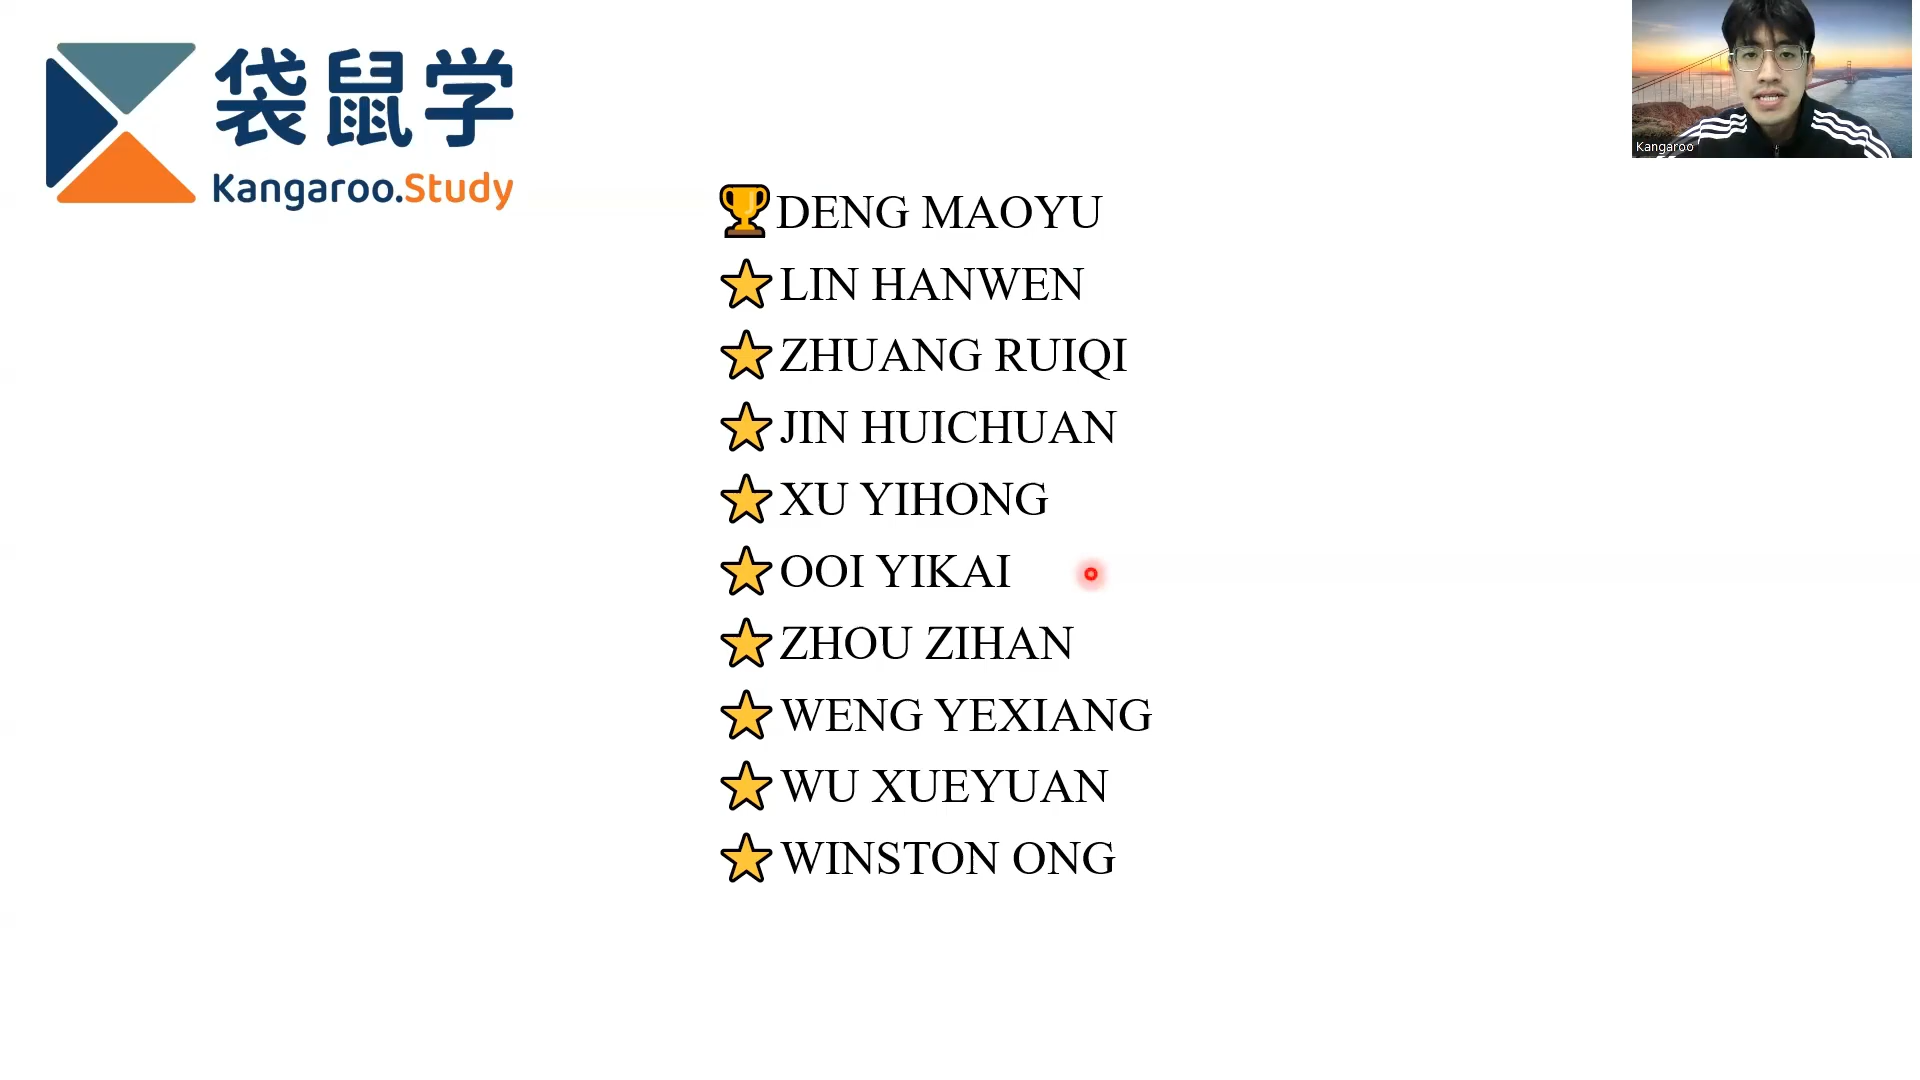 袋鼠学
Kangaroo.Study
Kangaroo
DENG MAOYU
LIN HANWEN
ZHUANG RUIQI
JIN HUICHUAN
XU YIHONG
OOI YIKAI
ZHOU ZIHAN
WENG YEXIANG
WU XUEYUAN
WINSTON ONG